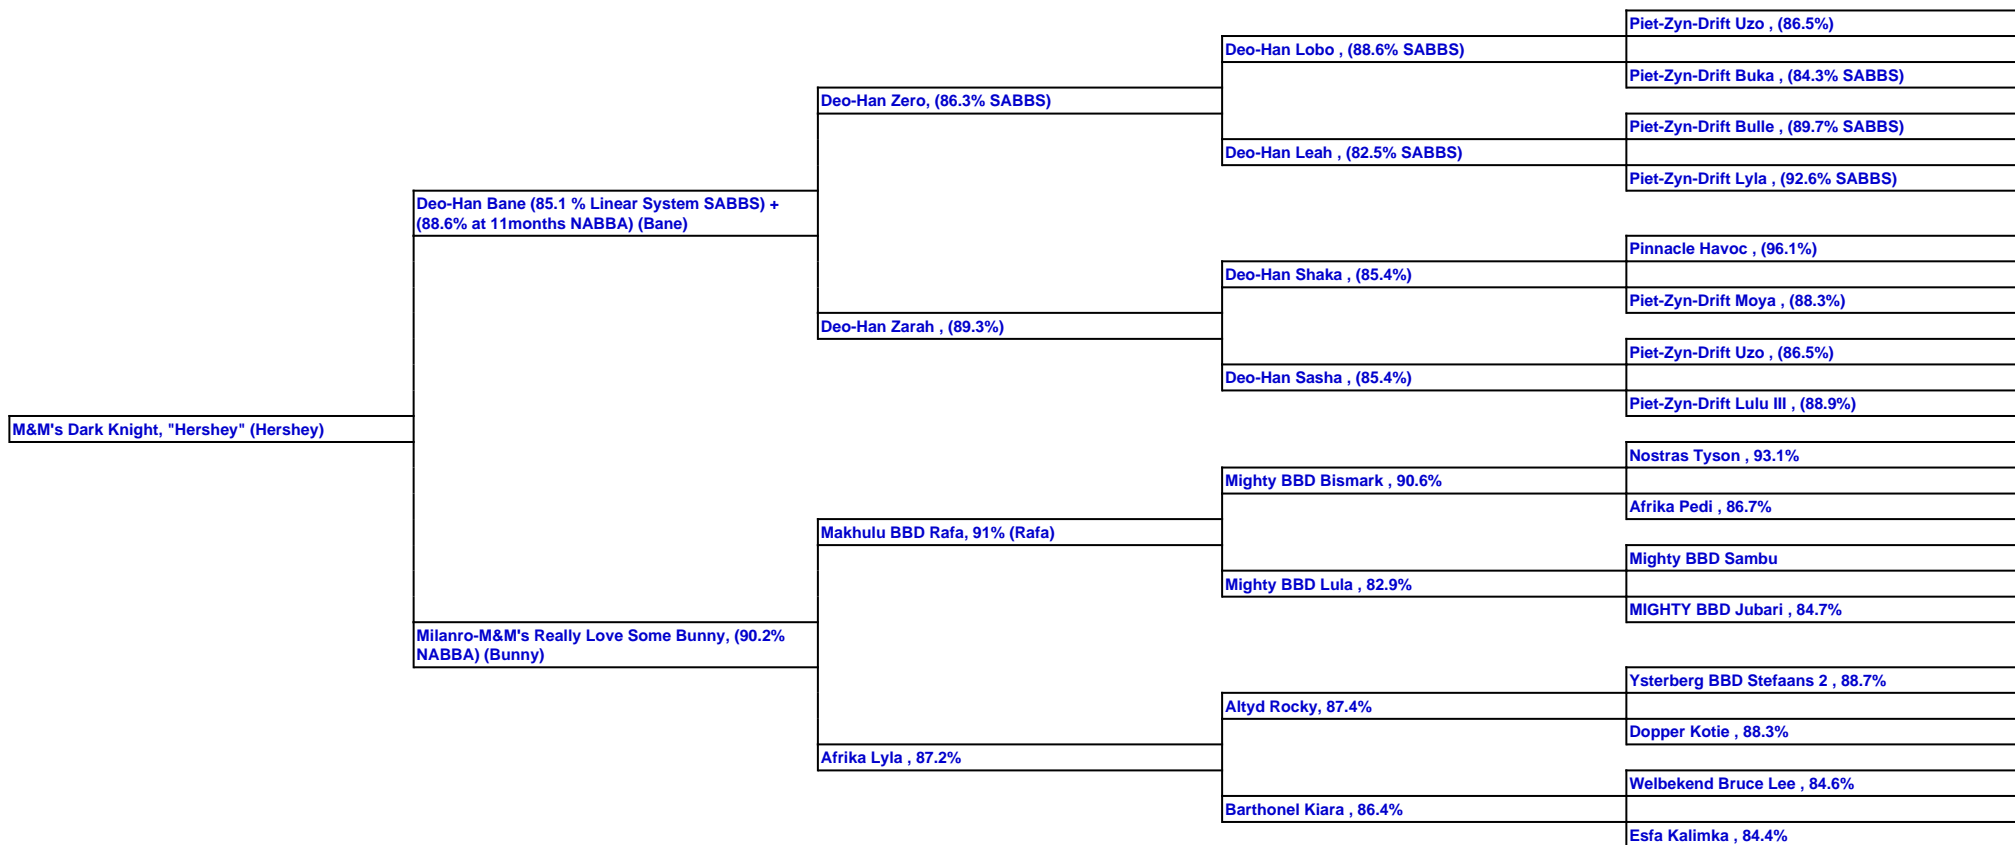 Piet-Zyn-Drift Uzo , (86.5%)
Deo-Han Lobo , (88.6% SABBS)
Piet-Zyn-Drift Buka , (84.3% SABBS)
Deo-Han Zero, (86.3% SABBS)
Piet-Zyn-Drift Bulle , (89.7% SABBS)
Deo-Han Leah , (82.5% SABBS)
Piet-Zyn-Drift Lyla , (92.6% SABBS)
Deo-Han Bane (85.1 % Linear System SABBS) +
(88.6% at 11months NABBA) (Bane)
Pinnacle Havoc , (96.1%)
Deo-Han Shaka , (85.4%)
Piet-Zyn-Drift Moya , (88.3%)
Deo-Han Zarah , (89.3%)
Piet-Zyn-Drift Uzo , (86.5%)
Deo-Han Sasha , (85.4%)
Piet-Zyn-Drift Lulu III , (88.9%)
M&M's Dark Knight, "Hershey" (Hershey)
Nostras Tyson , 93.1%
Mighty BBD Bismark , 90.6%
Afrika Pedi , 86.7%
Makhulu BBD Rafa, 91% (Rafa)
Mighty BBD Sambu
Mighty BBD Lula , 82.9%
MIGHTY BBD Jubari , 84.7%
Milanro-M&M's Really Love Some Bunny, (90.2%
NABBA) (Bunny)
Ysterberg BBD Stefaans 2 , 88.7%
Altyd Rocky, 87.4%
Dopper Kotie , 88.3%
Afrika Lyla , 87.2%
Welbekend Bruce Lee , 84.6%
Barthonel Kiara , 86.4%
Esfa Kalimka , 84.4%